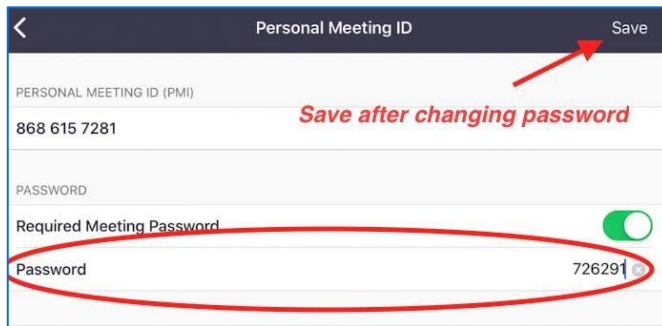 Personal Meeting ID Save
PERSONAL MEETING ID (PMI)
Save after changing password
868 615 7281
PASSWORD
Required Meeting Password
Password 726291